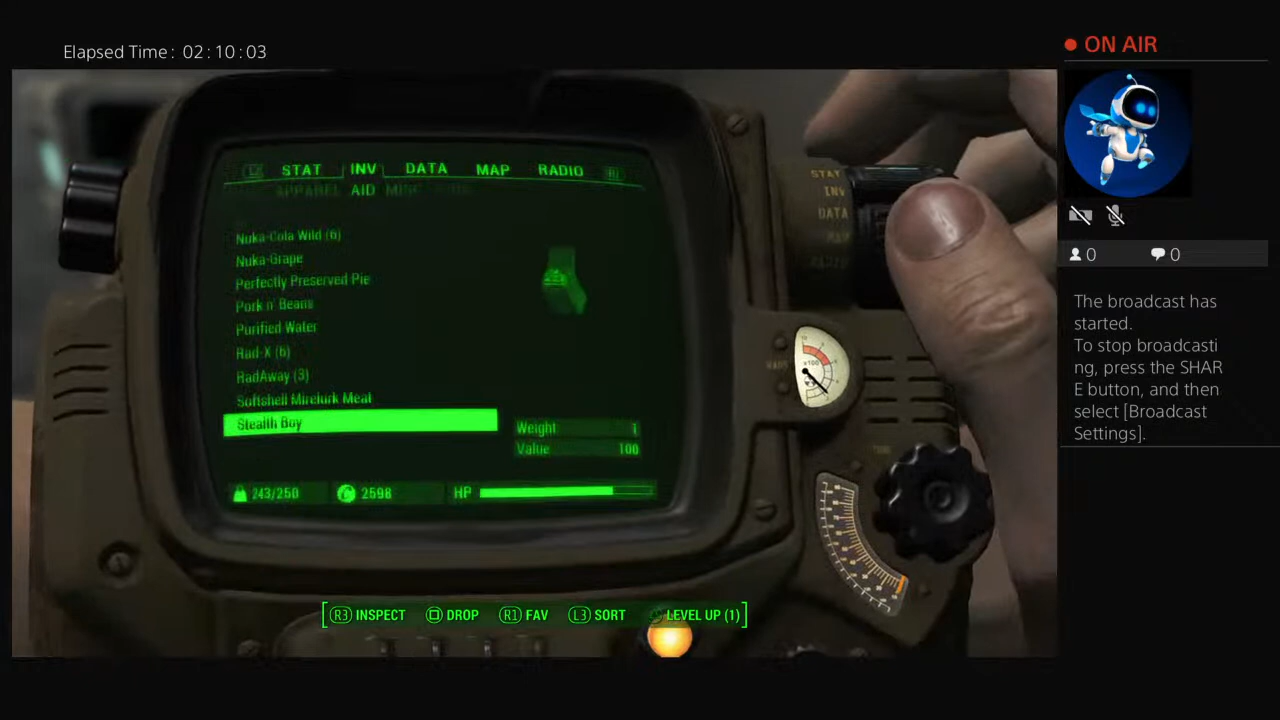 Elapsed Time: 02:10:03
ON AIR
STAT INV DATA MAP RADIO
APPAREL AID MISC
Nuka-Cola Wild (6)
Nuka-Grape
Perfectly Preserved Pie
Pork n' Beans
Purified Water
Rad-X (6)
RadAway (3)
Softshell Mirelurk Meat
Stealth Boy
Weight 1
Value 100
243/250 2598 HP
STAT
INV
DATA
R3 INSPECT DROP R1 FAV L3 SORT LEVEL UP (1)
0 0
The broadcast has
started.
To stop broadcasti
ng, press the SHAR
E button, and then
select [Broadcast
Settings].